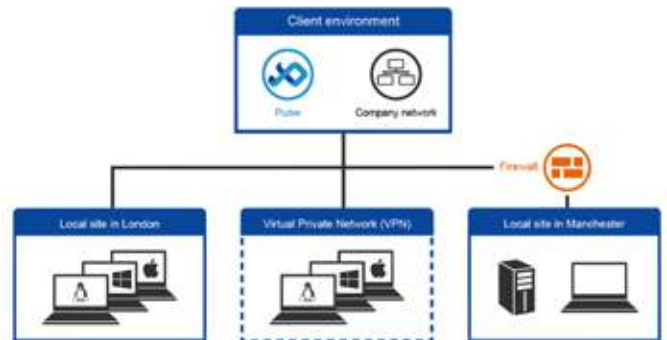 Client environment
Pulse
Company network
Firewall
Local site in London
Virtual Private Network (VPN)
Local site in Manchester